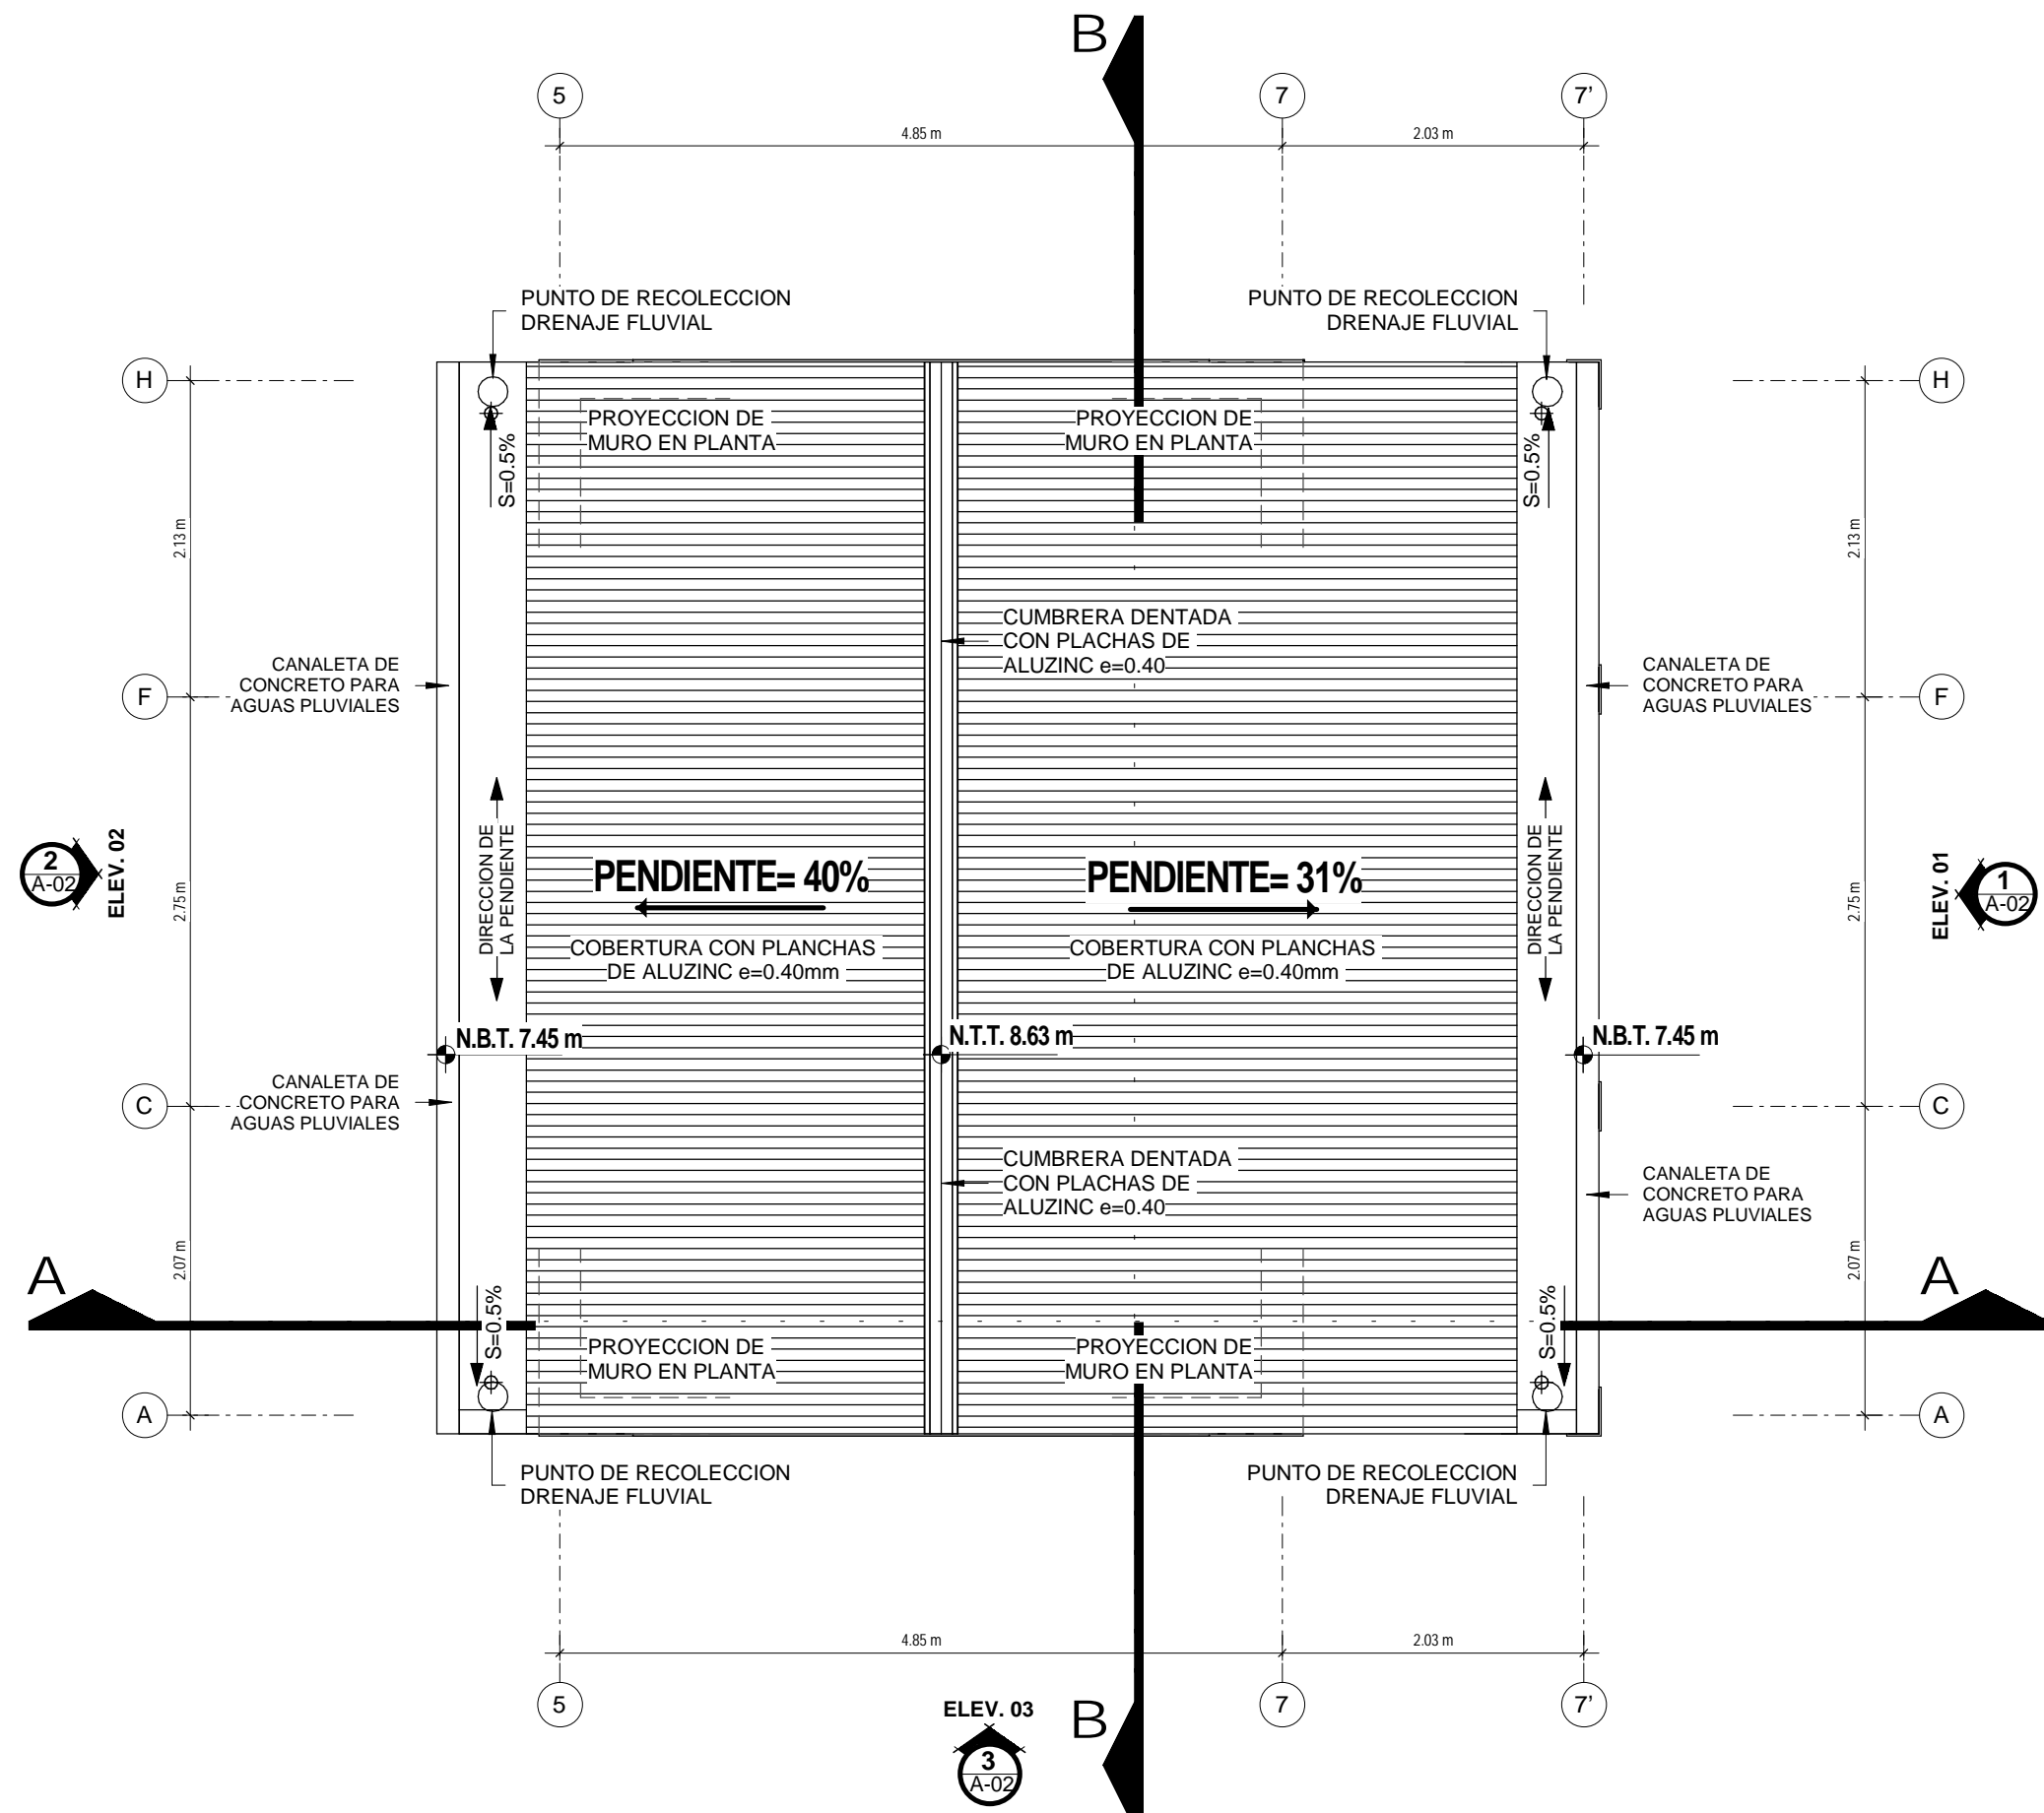 B
5
7
7'
4.85 m
2.03 m
PUNTO DE RECOLECCION
DRENAJE FLUVIAL
PUNTO DE RECOLECCION
DRENAJE FLUVIAL
H
H
PROYECCION DE
MURO EN PLANTA
PROYECCION DE
MURO EN PLANTA
S=0.5%
S=0.5%
2.13 m
2.13 m
CUMBRERA DENTADA
CON PLACHAS DE
ALUZINC e=0.40
CANALETA DE
CONCRETO PARA
AGUAS PLUVIALES
CANALETA DE
CONCRETO PARA
AGUAS PLUVIALES
F
F
DIRECCION DE
LA PENDIENTE
DIRECCION DE
LA PENDIENTE
2
A-02
ELEV. 02
2.75 m
PENDIENTE= 40%
PENDIENTE= 31%
2.75 m
ELEV. 01
1
A-02
COBERTURA CON PLANCHAS
DE ALUZINC e=0.40mm
COBERTURA CON PLANCHAS
DE ALUZINC e=0.40mm
N.B.T. 7.45 m
N.T.T. 8.63 m
N.B.T. 7.45 m
CANALETA DE
CONCRETO PARA
AGUAS PLUVIALES
C
C
CUMBRERA DENTADA
CON PLACHAS DE
ALUZINC e=0.40
CANALETA DE
CONCRETO PARA
AGUAS PLUVIALES
2.07 m
2.07 m
A
A
S=0.5%
S=0.5%
PROYECCION DE
MURO EN PLANTA
PROYECCION DE
MURO EN PLANTA
A
A
PUNTO DE RECOLECCION
DRENAJE FLUVIAL
PUNTO DE RECOLECCION
DRENAJE FLUVIAL
4.85 m
2.03 m
5
7
7'
ELEV. 03
3
A-02
B